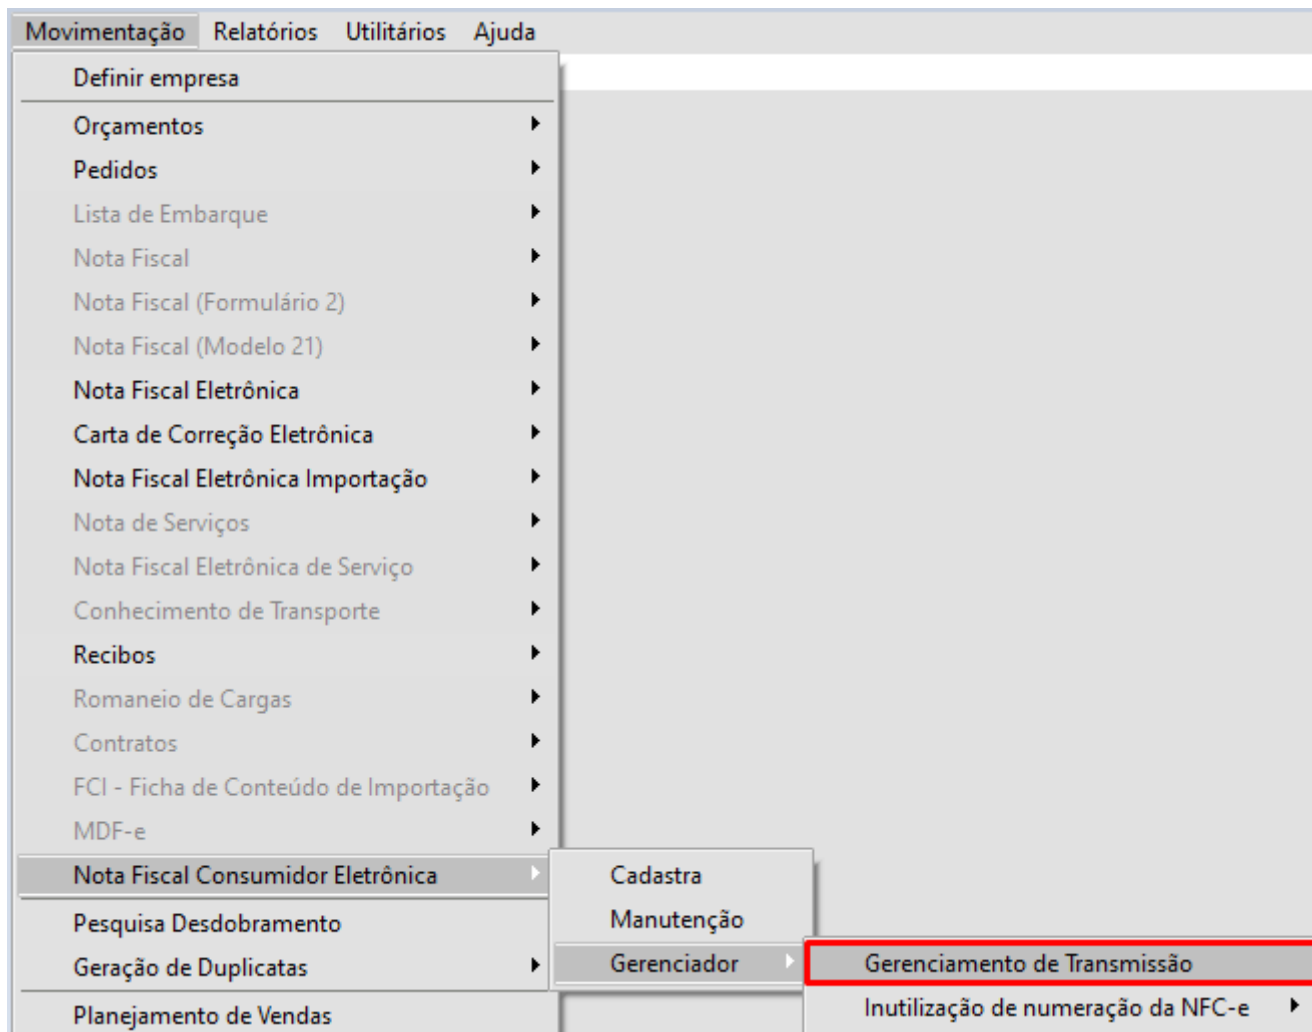 Movimentação Relatórios Utilitários Ajuda
Definir empresa
Orçamentos
Pedidos
Lista de Embarque
Nota Fiscal
Nota Fiscal (Formulário 2)
Nota Fiscal (Modelo 21)
Nota Fiscal Eletrônica
Carta de Correção Eletrônica
Nota Fiscal Eletrônica Importação
Nota de Serviços
Nota Fiscal Eletrônica de Serviço
Conhecimento de Transporte
Recibos
Romaneio de Cargas
Contratos
FCI - Ficha de Conteúdo de Importação
MDF-e
Nota Fiscal Consumidor Eletrônica
Pesquisa Desdobramento
Geração de Duplicatas
Planejamento de Vendas
Cadastra
Manutenção
Gerenciador
Gerenciamento de Transmissão
Inutilização de numeração da NFC-e